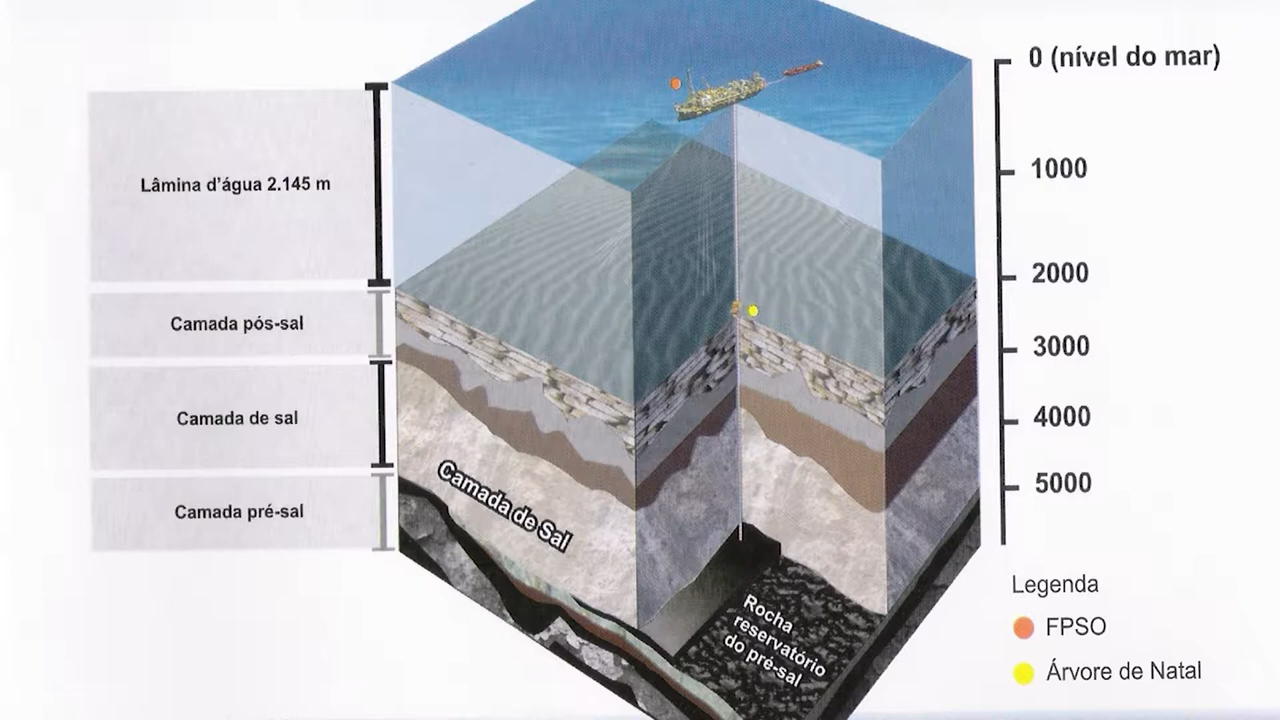 0 (nível do mar)
1000
2000
3000
4000
5000
Lâmina d'água 2.145 m
Camada pós-sal
Camada de sal
Camada pré-sal
Camada de Sal
Rocha
reservatório
do pré-sal
Legenda
FPSO
Árvore de Natal